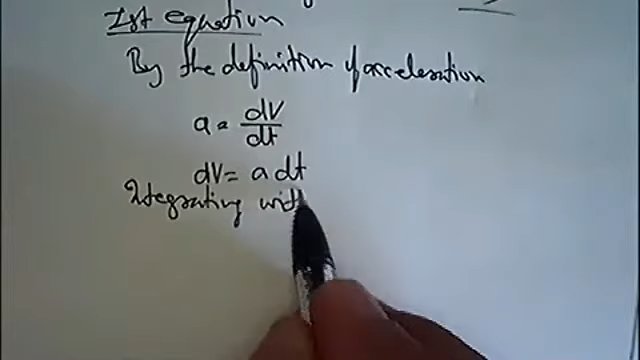 1st equation
By the definition of acceleration
a = dV/dt
dV = a dt
Integrating with